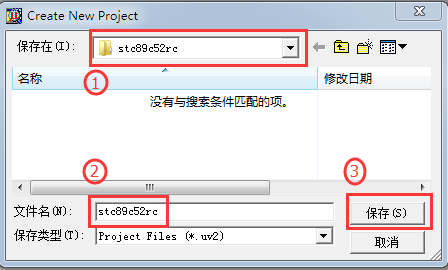 Create New Project
保存在(I):
stc89c52rc
①
名称
修改日期
没有与搜索条件匹配的项。
②
③
文件名(N):
stc89c52rc
保存(S)
保存类型(T):
Project Files (*.uv2)
取消